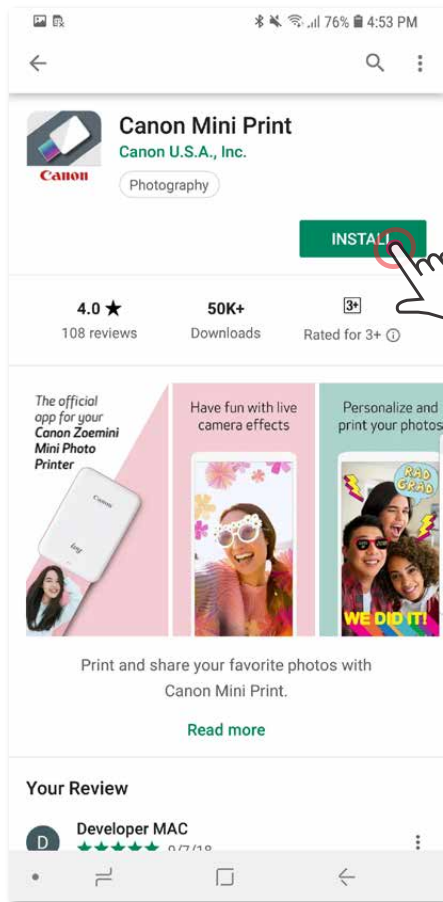 76% 4:53 PM
Canon Mini Print
Canon U.S.A., Inc.
Canon
Photography
INSTALL
4.0 ★ 50K+ 3+
108 reviews Downloads Rated for 3+
The official
app for your
Canon Zoemini
Mini Photo
Printer
Canon
Have fun with live
camera effects
Personalize and
print your photos
RAD
GRAD
WE DID IT!
Print and share your favorite photos with
Canon Mini Print.
Read more
Your Review
D
Developer MAC
★★★★★ 9/7/18